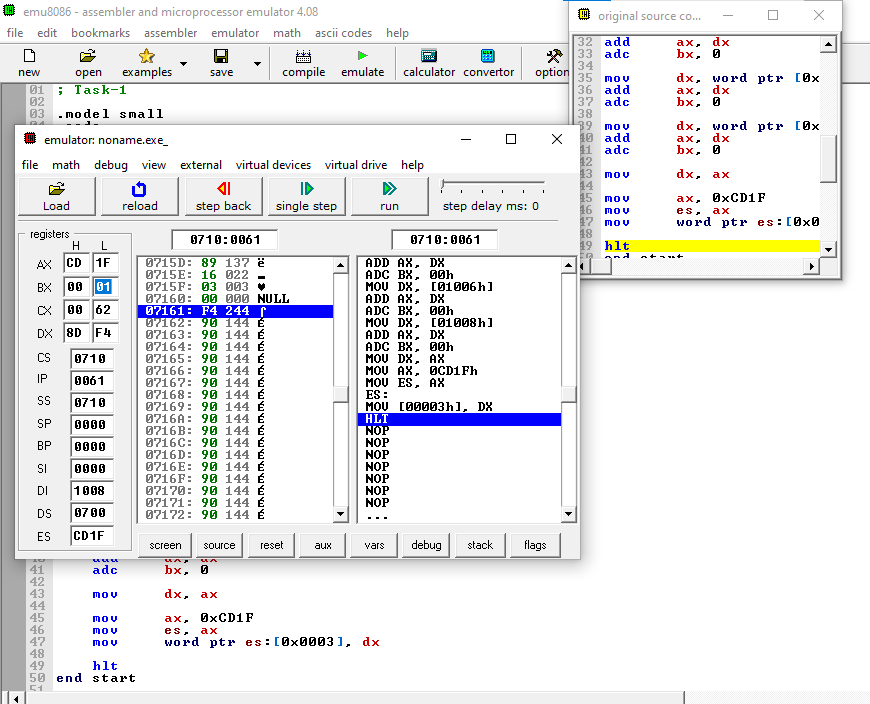 emu8086 - assembler and microprocessor emulator 4.08
file edit bookmarks assembler emulator math ascii codes help
new open examples save compile emulate calculator convertor option
01 ; Task-1
02
03 .model small
original source co...
32 add ax, dx
33 adc bx, 0
34
35 mov dx, word ptr [0x
36 add ax, dx
37 adc bx, 0
38
39 mov dx, word ptr [0x
40 add ax, dx
41 adc bx, 0
42
43 mov dx, ax
44
45 mov ax, 0xCD1F
46 mov es, ax
47 mov word ptr es:[0x0
48
49 hlt
50 end start
emulator: noname.exe_
file math debug view external virtual devices virtual drive help
Load reload step back single step run step delay ms: 0
registers
H L
AX CD 1F
BX 00 01
CX 00 62
DX 8D F4
CS 0710
IP 0061
SS 0710
SP 0000
BP 0000
SI 0000
DI 1008
DS 0700
ES CD1F
0710:0061
0715D: 89 137 ë
0715E: 16 022 ▬
0715F: 03 003 ♥
07160: 00 000 NULL
07161: F4 244 ⌠
07162: 90 144 É
07163: 90 144 É
07164: 90 144 É
07165: 90 144 É
07166: 90 144 É
07167: 90 144 É
07168: 90 144 É
07169: 90 144 É
0716A: 90 144 É
0716B: 90 144 É
0716C: 90 144 É
0716D: 90 144 É
0716E: 90 144 É
0716F: 90 144 É
07170: 90 144 É
07171: 90 144 É
07172: 90 144 É
0710:0061
ADD AX, DX
ADC BX, 00h
MOV DX, [01006h]
ADD AX, DX
ADC BX, 00h
MOV DX, [01008h]
ADD AX, DX
ADC BX, 00h
MOV DX, AX
MOV AX, 0CD1Fh
MOV ES, AX
ES:
MOV [00003h], DX
HLT
NOP
NOP
NOP
NOP
NOP
NOP
NOP
...
screen source reset aux vars debug stack flags
41 adc bx, 0
42
43 mov dx, ax
44
45 mov ax, 0xCD1F
46 mov es, ax
47 mov word ptr es:[0x0003], dx
48
49 hlt
50 end start
51